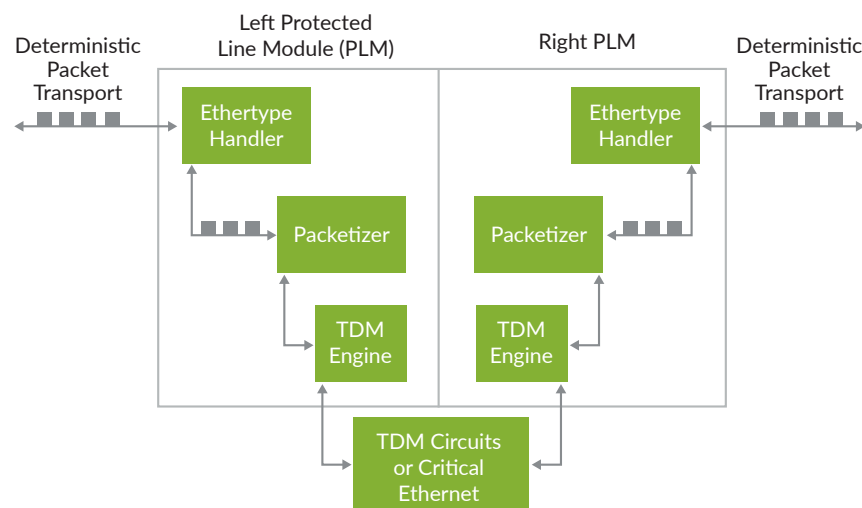 Left Protected
Line Module (PLM)
Right PLM
Deterministic
Packet
Transport
Deterministic
Packet
Transport
Ethertype
Handler
Ethertype
Handler
Packetizer
Packetizer
TDM
Engine
TDM
Engine
TDM Circuits
or Critical
Ethernet